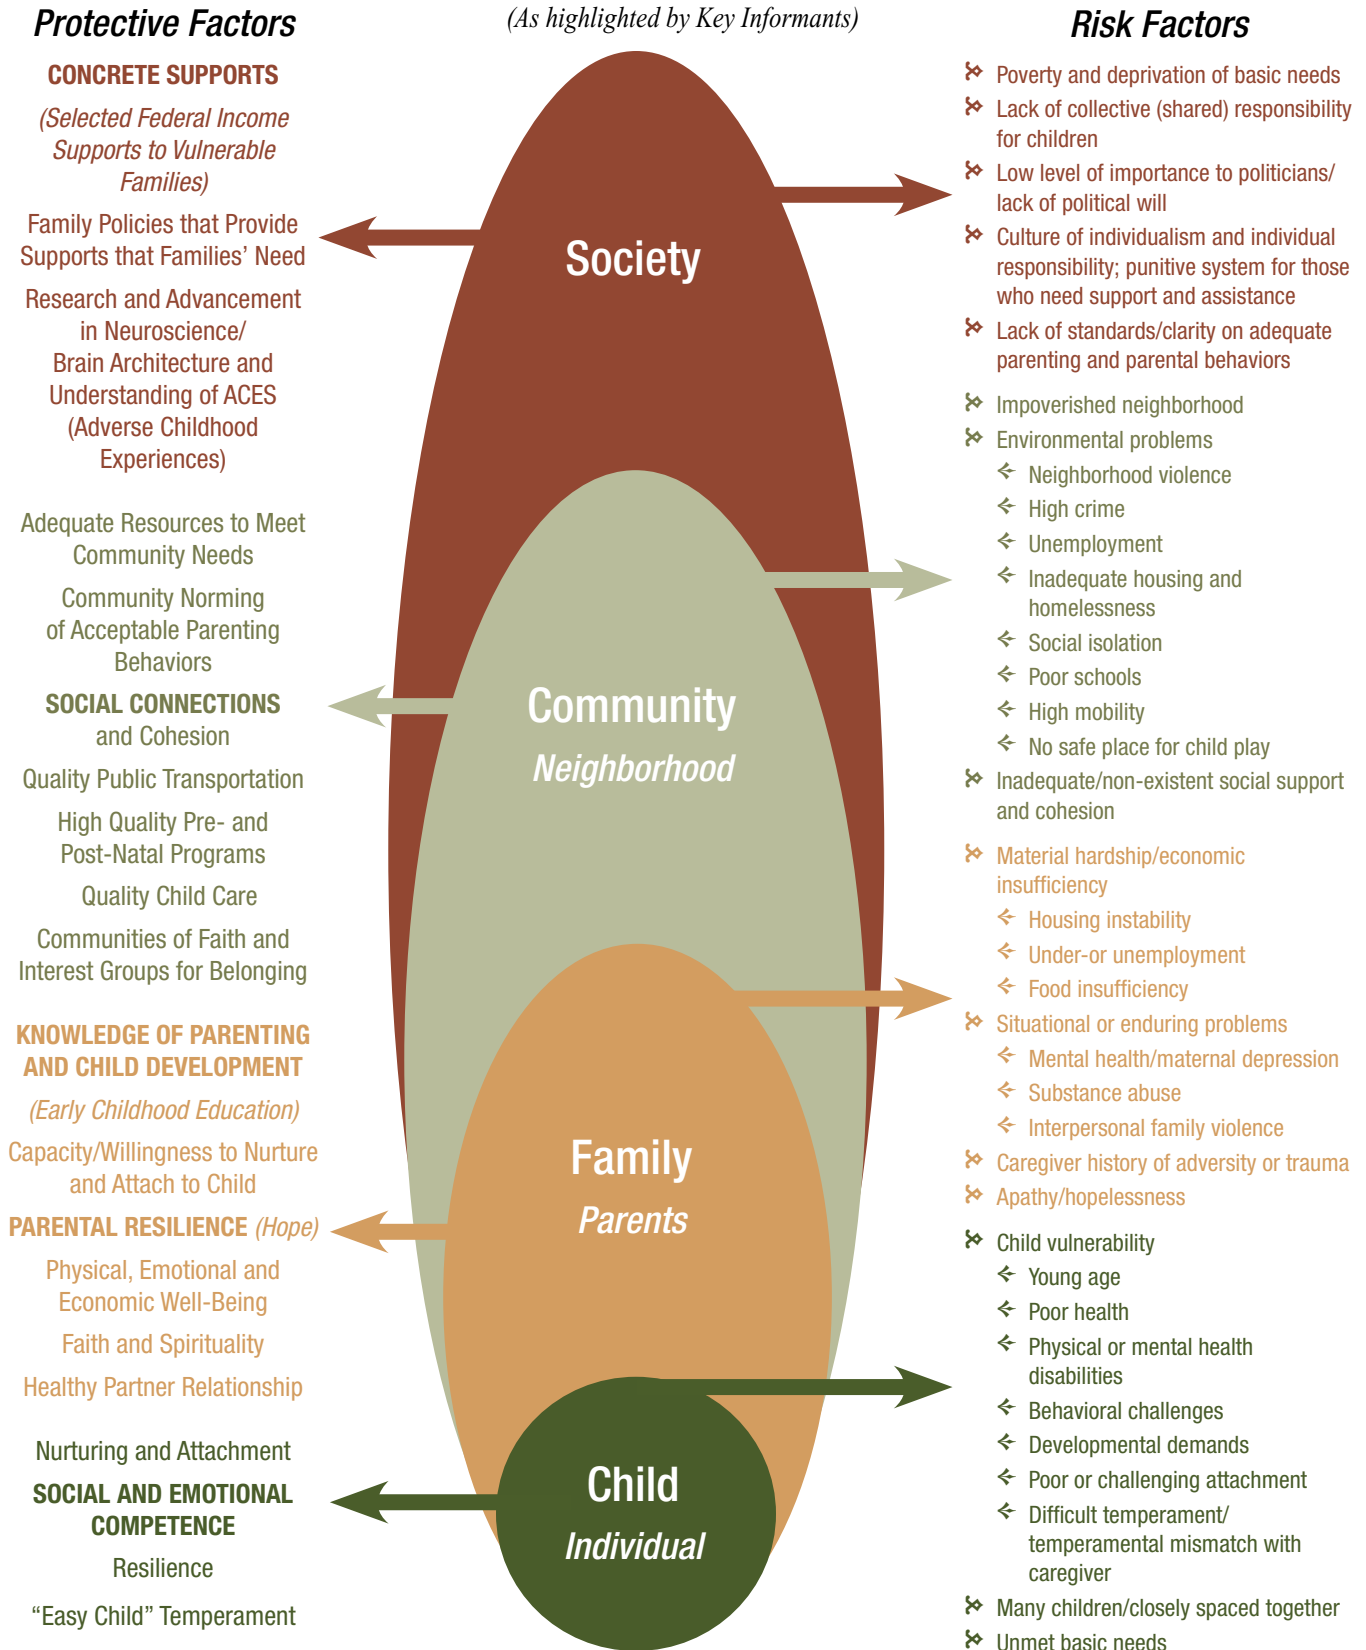 Protective Factors
(As highlighted by Key Informants)
Risk Factors
CONCRETE SUPPORTS
(Selected Federal Income
Supports to Vulnerable
Families)
Family Policies that Provide
Supports that Families’ Need
Research and Advancement
in Neuroscience/
Brain Architecture and
Understanding of ACES
(Adverse Childhood
Experiences)
Adequate Resources to Meet
Community Needs
Community Norming
of Acceptable Parenting
Behaviors
SOCIAL CONNECTIONS
and Cohesion
Quality Public Transportation
High Quality Pre- and
Post-Natal Programs
Quality Child Care
Communities of Faith and
Interest Groups for Belonging
KNOWLEDGE OF PARENTING
AND CHILD DEVELOPMENT
(Early Childhood Education)
Capacity/Willingness to Nurture
and Attach to Child
PARENTAL RESILIENCE (Hope)
Physical, Emotional and
Economic Well-Being
Faith and Spirituality
Healthy Partner Relationship
Nurturing and Attachment
SOCIAL AND EMOTIONAL
COMPETENCE
Resilience
“Easy Child” Temperament
Society
Community
Neighborhood
Family
Parents
Child
Individual
Poverty and deprivation of basic needs
Lack of collective (shared) responsibility
for children
Low level of importance to politicians/
lack of political will
Culture of individualism and individual
responsibility; punitive system for those
who need support and assistance
Lack of standards/clarity on adequate
parenting and parental behaviors
Impoverished neighborhood
Environmental problems
Neighborhood violence
High crime
Unemployment
Inadequate housing and
homelessness
Social isolation
Poor schools
High mobility
No safe place for child play
Inadequate/non-existent social support
and cohesion
Material hardship/economic
insufficiency
Housing instability
Under-or unemployment
Food insufficiency
Situational or enduring problems
Mental health/maternal depression
Substance abuse
Interpersonal family violence
Caregiver history of adversity or trauma
Apathy/hopelessness
Child vulnerability
Young age
Poor health
Physical or mental health
disabilities
Behavioral challenges
Developmental demands
Poor or challenging attachment
Difficult temperament/
temperamental mismatch with
caregiver
Many children/closely spaced together
Unmet basic needs